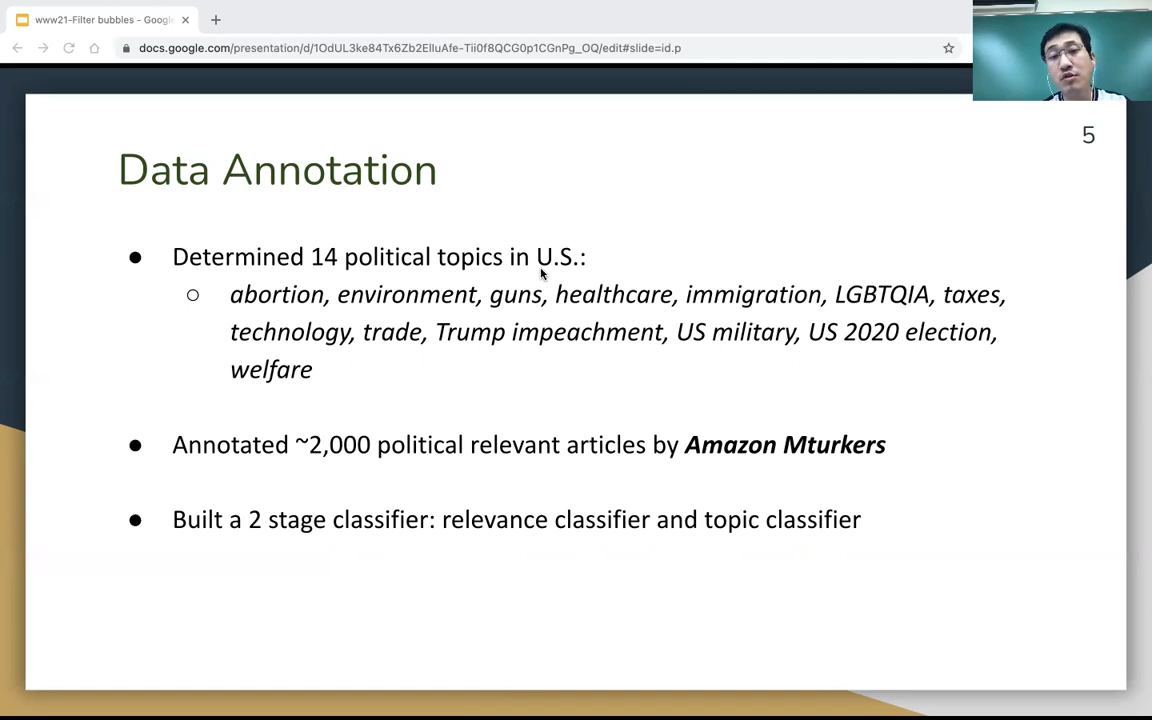 www21-Filter bubbles - Google
docs.google.com/presentation/d/1OdUL3ke84Tx6Zb2ElluAfe-Tii0f8QCG0p1CGnPg_OQ/edit#slide=id.p
5
Data Annotation
● Determined 14 political topics in U.S.:
○ abortion, environment, guns, healthcare, immigration, LGBTQIA, taxes,
technology, trade, Trump impeachment, US military, US 2020 election,
welfare
● Annotated ~2,000 political relevant articles by Amazon Mturkers
● Built a 2 stage classifier: relevance classifier and topic classifier